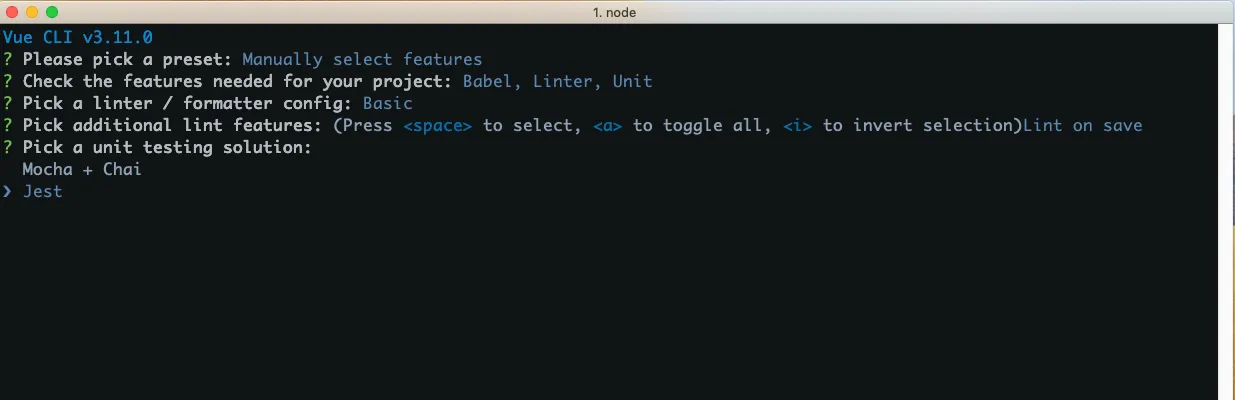 1. node
Vue CLI v3.11.0
? Please pick a preset: Manually select features
? Check the features needed for your project: Babel, Linter, Unit
? Pick a linter / formatter config: Basic
? Pick additional lint features: (Press <space> to select, <a> to toggle all, <i> to invert selection)Lint on save
? Pick a unit testing solution:
Mocha + Chai
❯ Jest